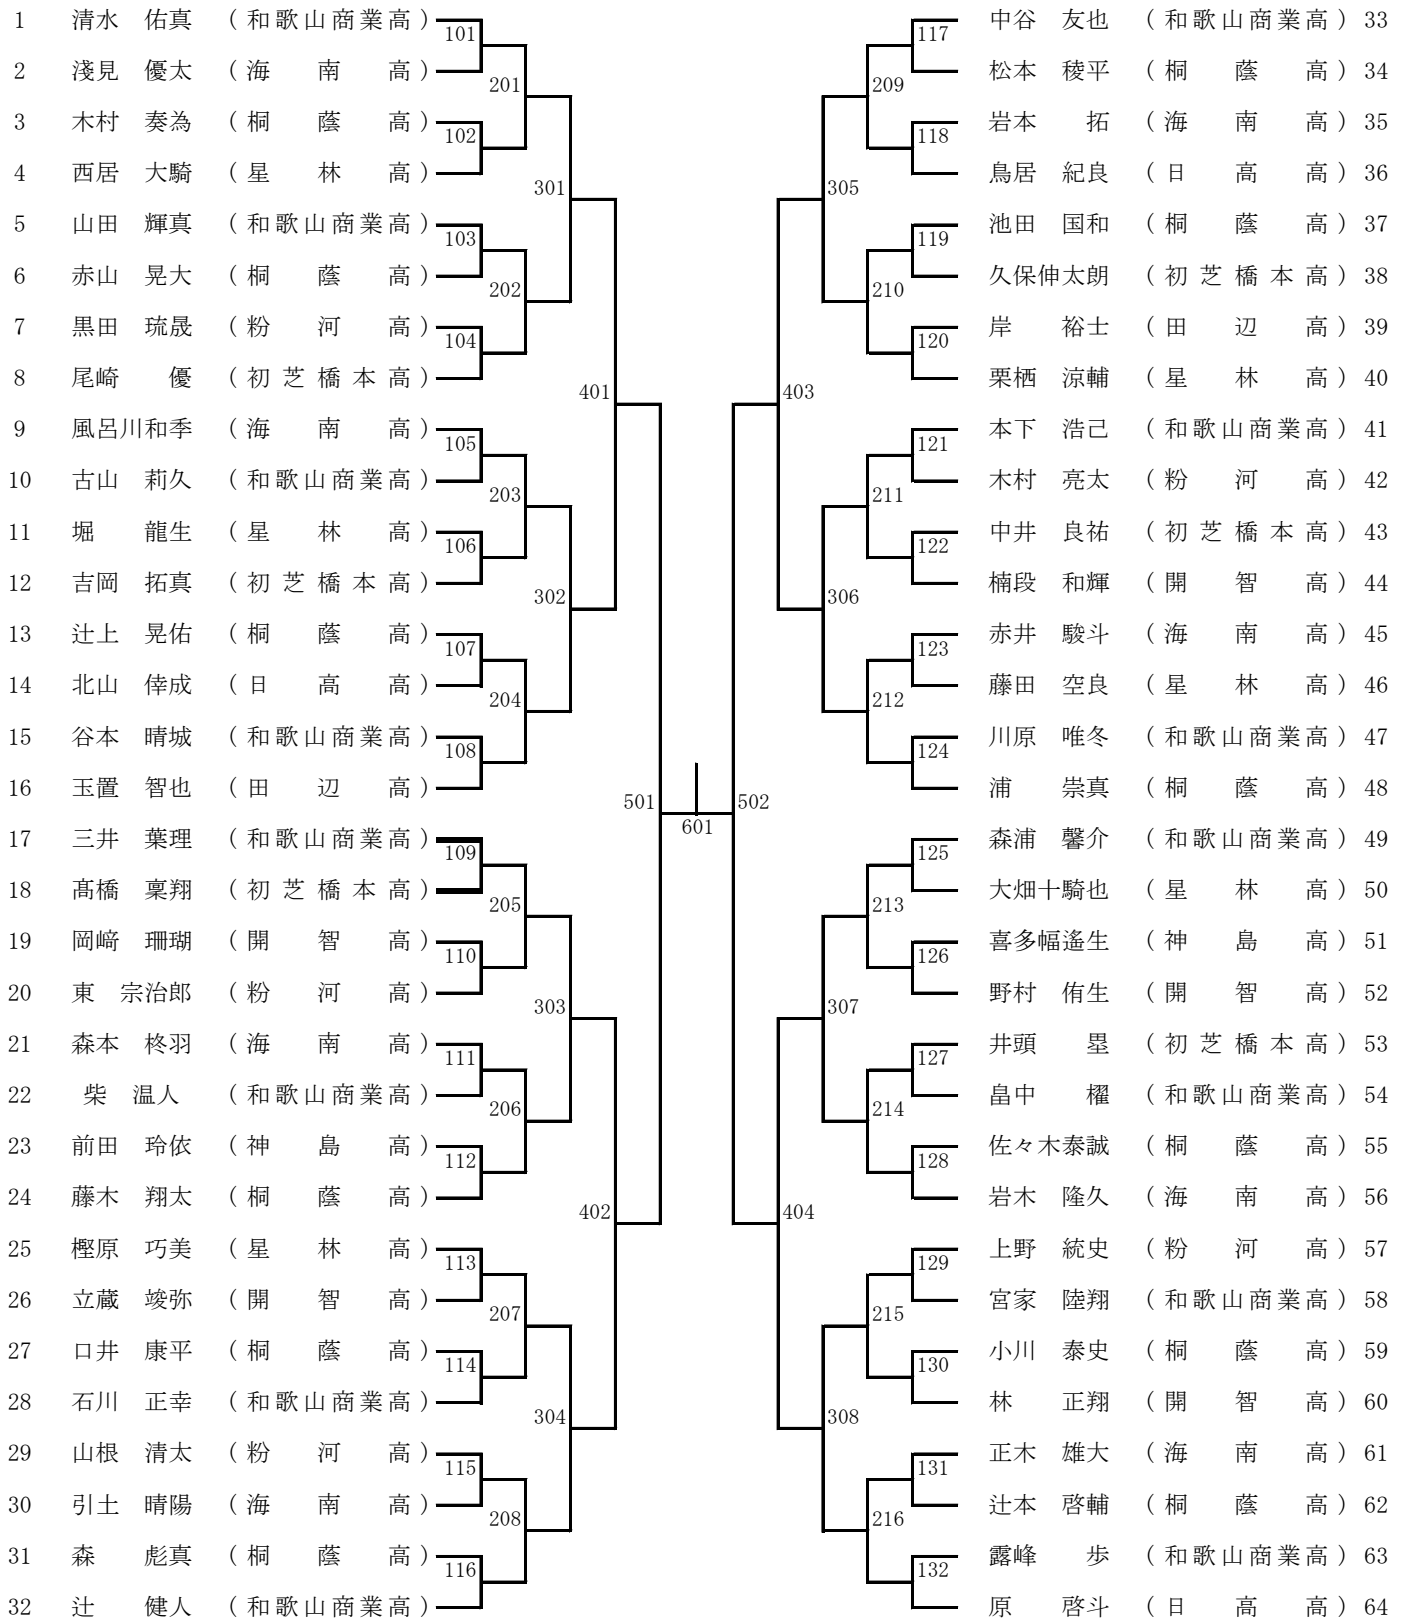 1 清水 佑真 (和歌山商業高)
2 淺見 優太 (海南高)
3 木村 奏為 (桐蔭高)
4 西居 大騎 (星林高)
5 山田 輝真 (和歌山商業高)
6 赤山 晃大 (桐蔭高)
7 黒田 琉晟 (粉河高)
8 尾崎 優 (初芝橋本高)
9 風呂川和季 (海南高)
10 古山 莉久 (和歌山商業高)
11 堀 龍生 (星林高)
12 吉岡 拓真 (初芝橋本高)
13 辻上 晃佑 (桐蔭高)
14 北山 倖成 (日高高)
15 谷本 晴城 (和歌山商業高)
16 玉置 智也 (田辺高)
17 三井 葉理 (和歌山商業高)
18 髙橋 稟翔 (初芝橋本高)
19 岡﨑 珊瑚 (開智高)
20 東 宗治郎 (粉河高)
21 森本 柊羽 (海南高)
22 柴 温人 (和歌山商業高)
23 前田 玲依 (神島高)
24 藤木 翔太 (桐蔭高)
25 樫原 巧美 (星林高)
26 立蔵 竣弥 (開智高)
27 口井 康平 (桐蔭高)
28 石川 正幸 (和歌山商業高)
29 山根 清太 (粉河高)
30 引土 晴陽 (海南高)
31 森 彪真 (桐蔭高)
32 辻 健人 (和歌山商業高)
101
102
103
104
105
106
107
108
109
110
111
112
113
114
115
116
201
202
203
204
205
206
207
208
301
302
303
304
401
402
501
601
502
403
404
305
306
307
308
209
210
211
212
213
214
215
216
117
118
119
120
121
122
123
124
125
126
127
128
129
130
131
132
中谷 友也 (和歌山商業高) 33
松本 稜平 (桐蔭高) 34
岩本 拓 (海南高) 35
鳥居 紀良 (日高高) 36
池田 国和 (桐蔭高) 37
久保伸太朗 (初芝橋本高) 38
岸 裕士 (田辺高) 39
栗栖 涼輔 (星林高) 40
本下 浩己 (和歌山商業高) 41
木村 亮太 (粉河高) 42
中井 良祐 (初芝橋本高) 43
楠段 和輝 (開智高) 44
赤井 駿斗 (海南高) 45
藤田 空良 (星林高) 46
川原 唯冬 (和歌山商業高) 47
浦 崇真 (桐蔭高) 48
森浦 馨介 (和歌山商業高) 49
大畑十騎也 (星林高) 50
喜多幅遙生 (神島高) 51
野村 侑生 (開智高) 52
井頭 塁 (初芝橋本高) 53
畠中 櫂 (和歌山商業高) 54
佐々木泰誠 (桐蔭高) 55
岩木 隆久 (海南高) 56
上野 統史 (粉河高) 57
宮家 陸翔 (和歌山商業高) 58
小川 泰史 (桐蔭高) 59
林 正翔 (開智高) 60
正木 雄大 (海南高) 61
辻本 啓輔 (桐蔭高) 62
露峰 歩 (和歌山商業高) 63
原 啓斗 (日高高) 64